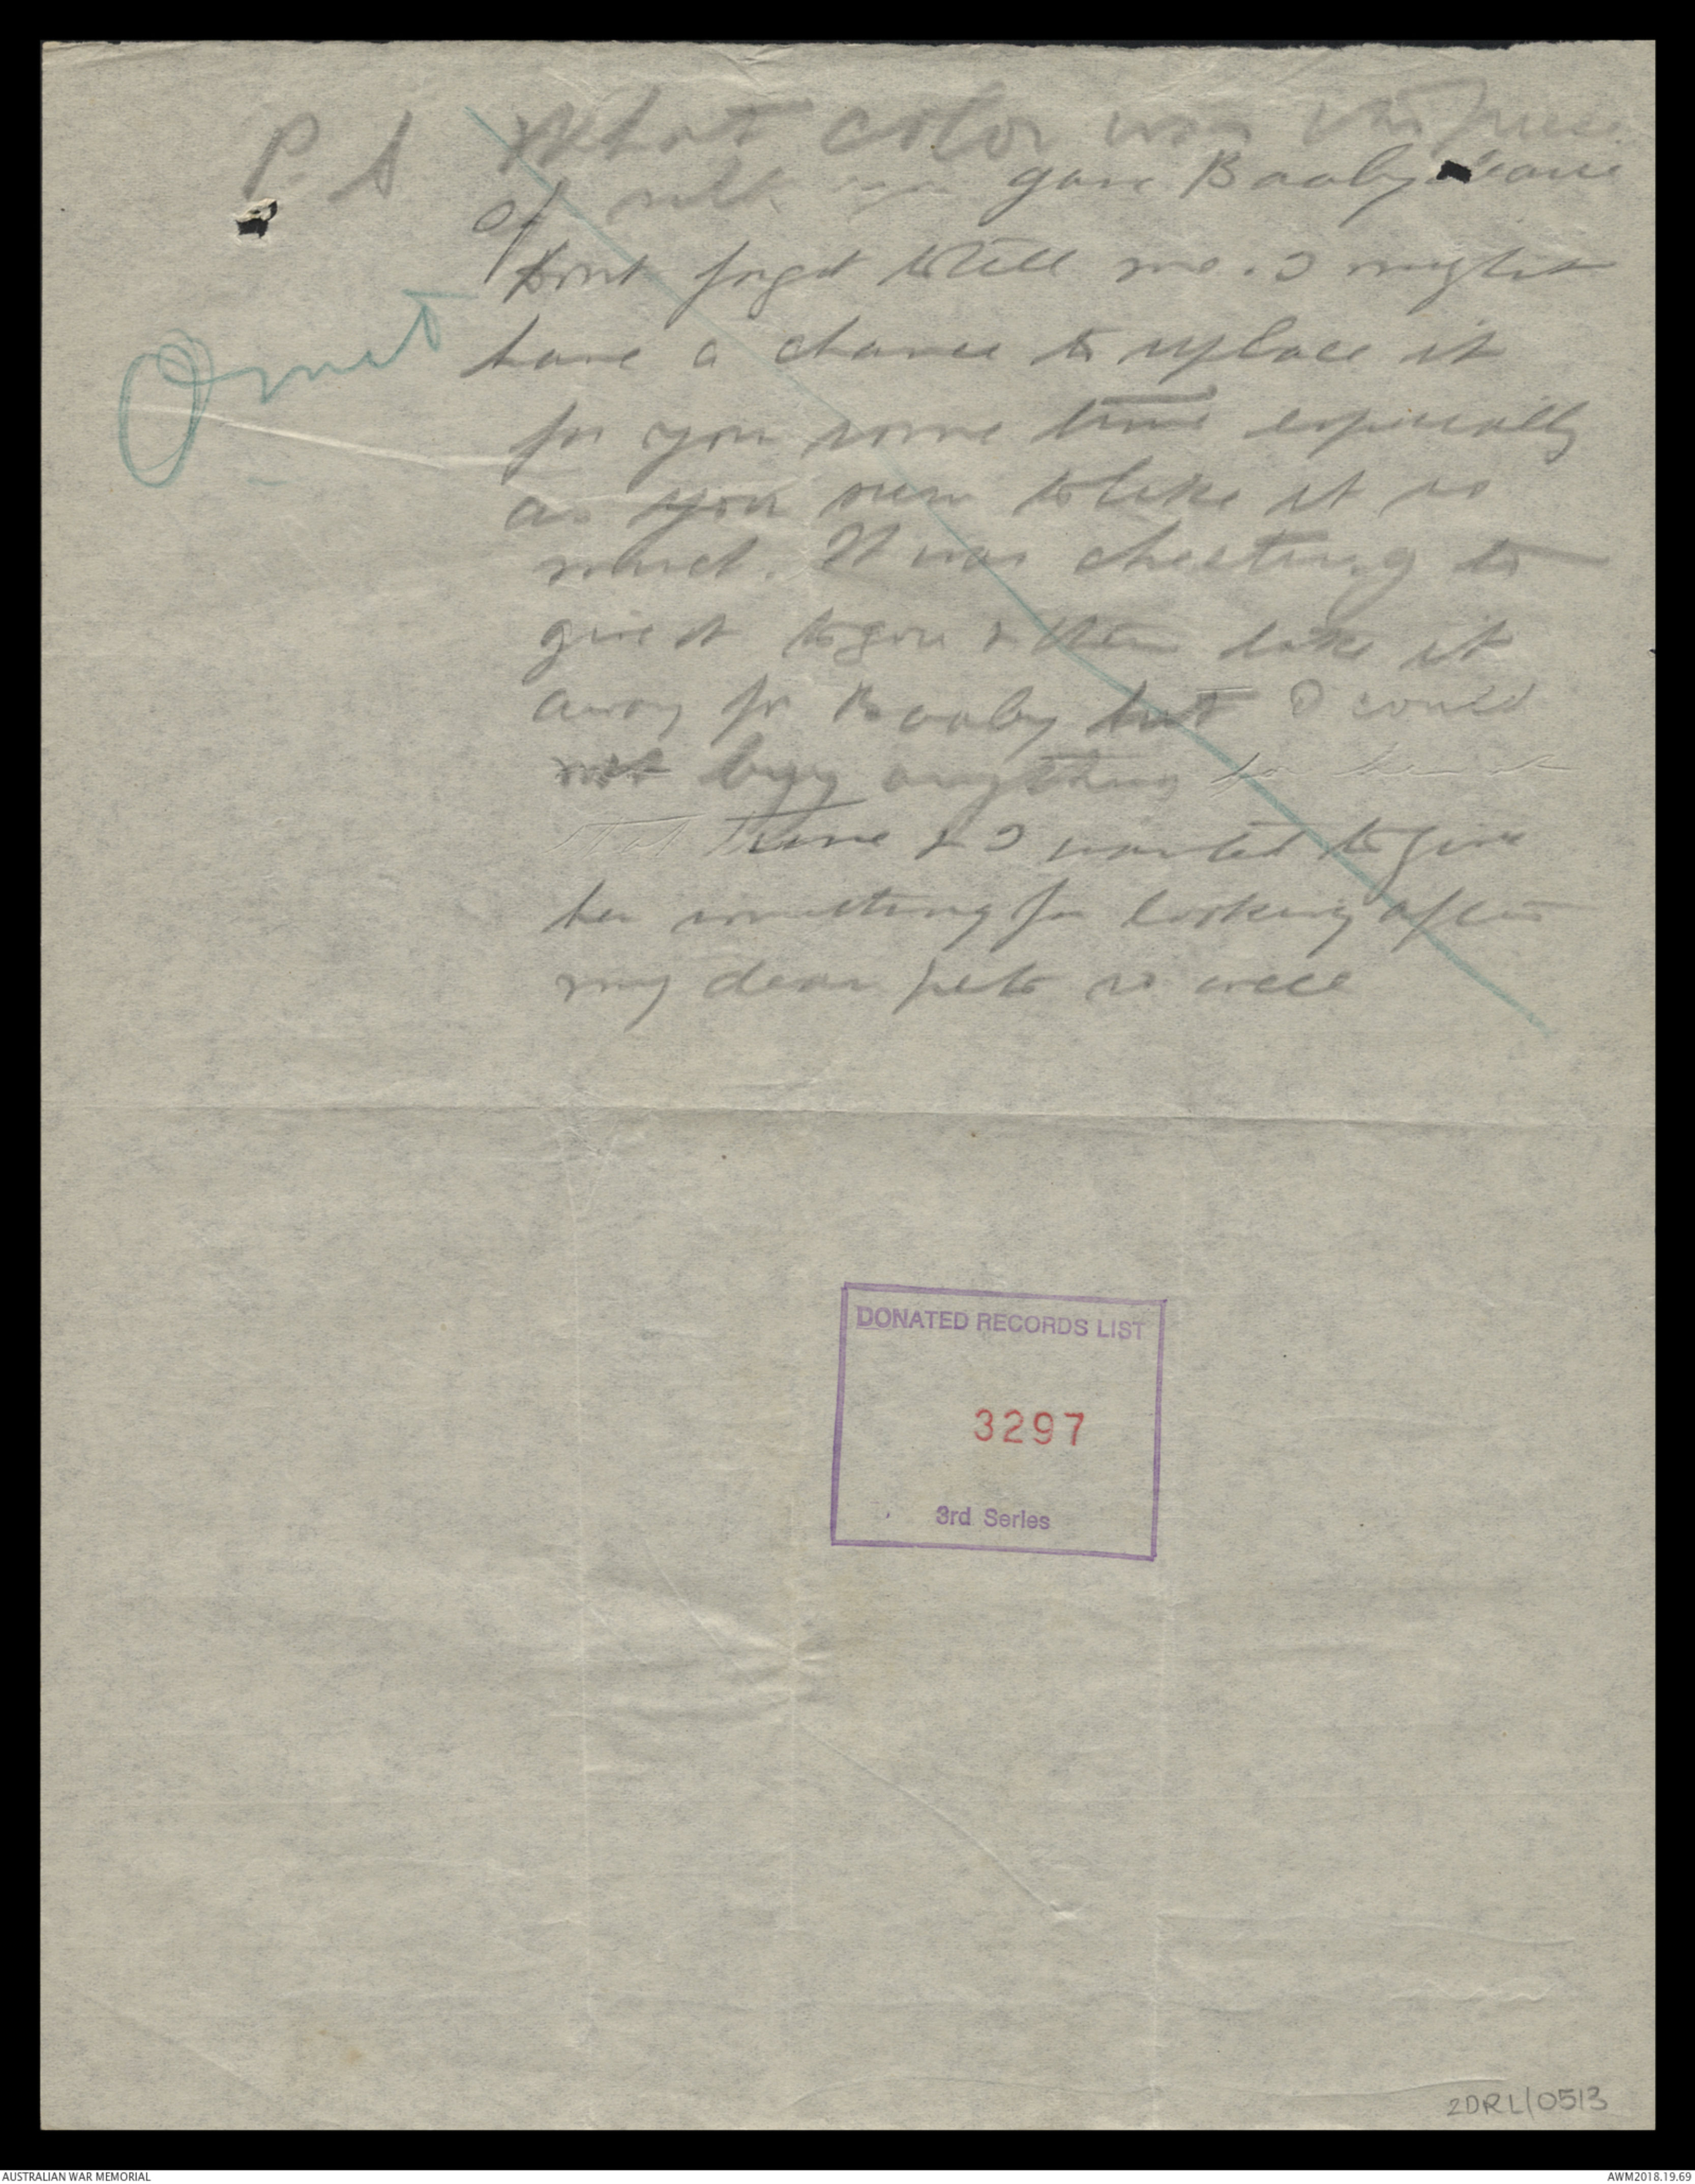 P.S What color was the piece
of silk you gave Baaby
dont forget to tell me. I might
have a chance to replace it
for you some time especially
as you seem to like it so
much. It was cheating to
give it to you & then take it
away for Baaby but I could
not buy anything for her at
that time & I wanted to give
her something for looking after
my dear pets so well
Omit
DONATED RECORDS LIST
3297
3rd Series
2DRL/0513
AUSTRALIAN WAR MEMORIAL
AWM2018.19.69